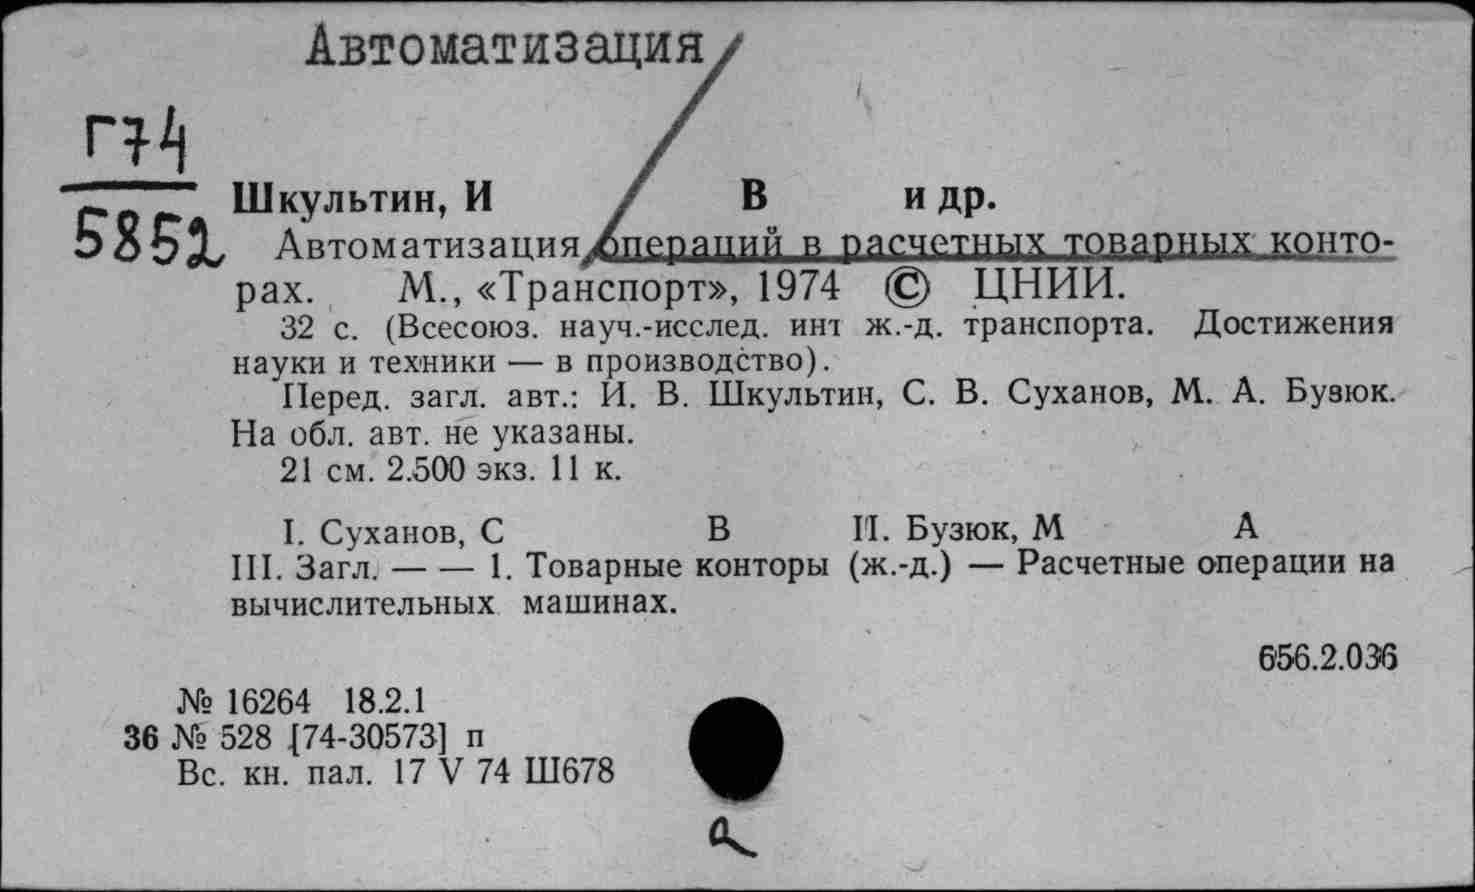 Автоматизация
Г74
5852
Шкультин, И В и др.
Автоматизация операций в расчетных товарных конто-
рах. М., «Транспорт», 1974 © ЦНИИ.
32 с. (Всесоюз. науч.-исслед. инт ж.-д. транспорта. Достижения
науки и техники — в производство).
Перед. загл. авт.: И. В. Шкультин, С. В. Суханов, М. А. Бузюк.
На обл. авт. не указаны.
21 см. 2.500 экз. 11 к.
I. Суханов, С В II. Бузюк, М А
III. Загл. — — 1. Товарные конторы (ж.-д.) — Расчетные операции на
вычислительных машинах.
656.2.036
№ 16264 18.2.1
36 № 528 [74-30573] п
Вс. кн. пал. 17 V 74 Ш678